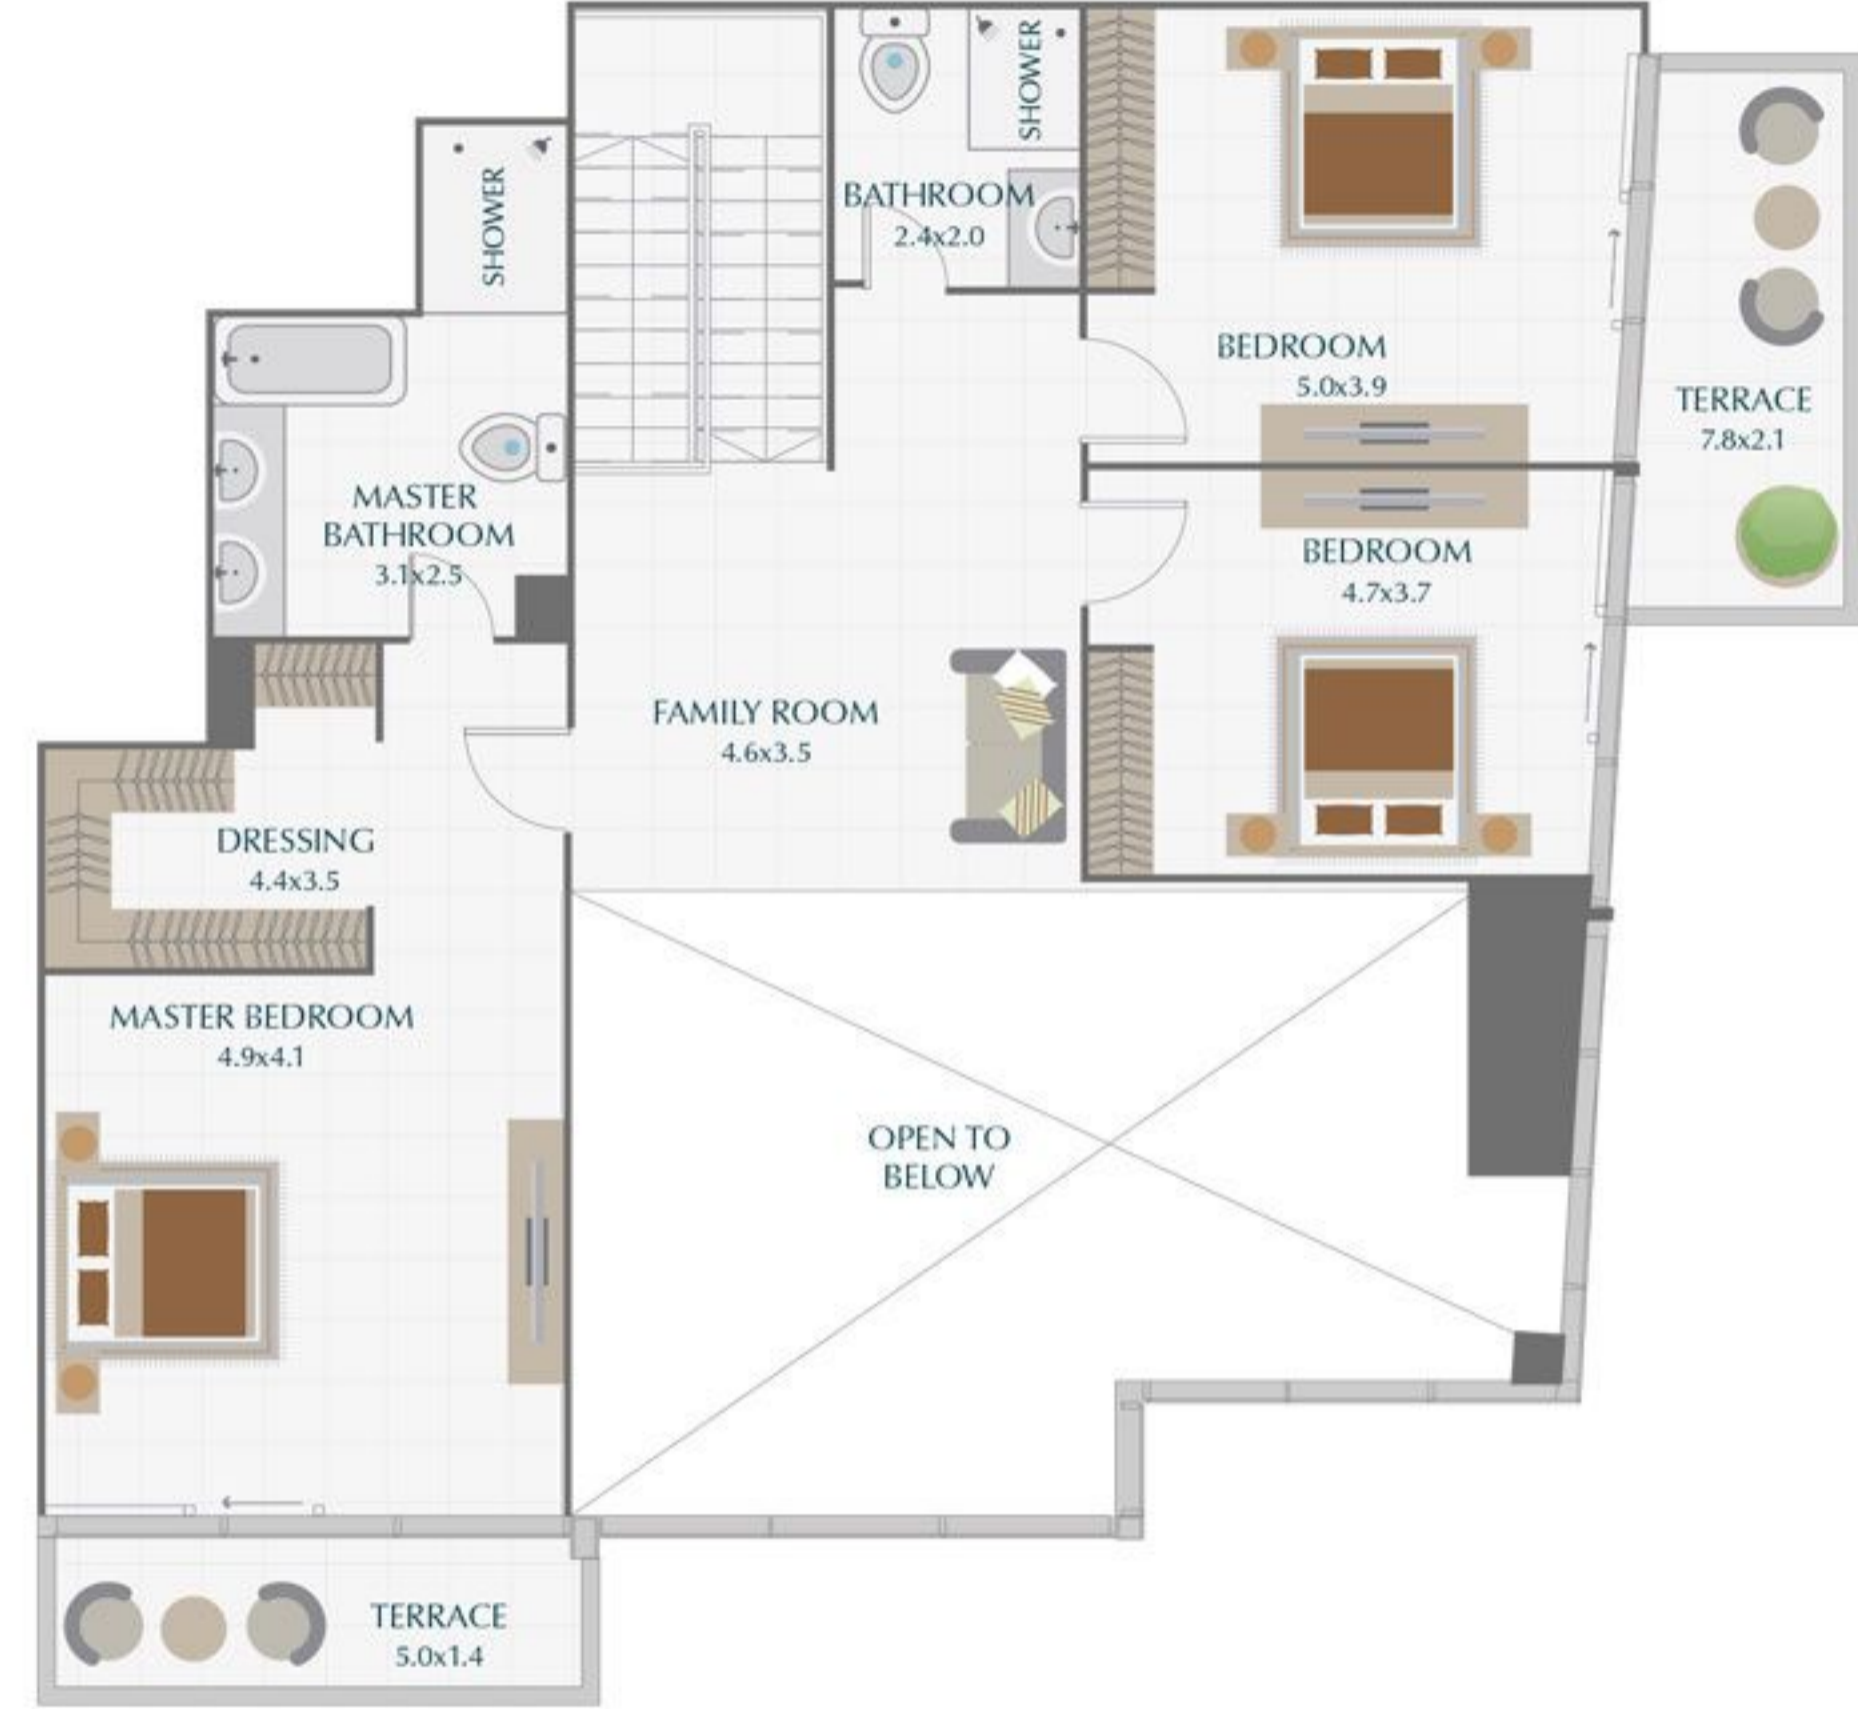 SHOWER
BATHROOM
2.4x2.0
SHOWER
BEDROOM
5.0x3.9
TERRACE
7.8x2.1
MASTER
BATHROOM
3.1x2.5
BEDROOM
4.7x3.7
FAMILY ROOM
4.6x3.5
DRESSING
4.4x3.5
MASTER BEDROOM
4.9x4.1
OPEN TO
BELOW
TERRACE
5.0x1.4